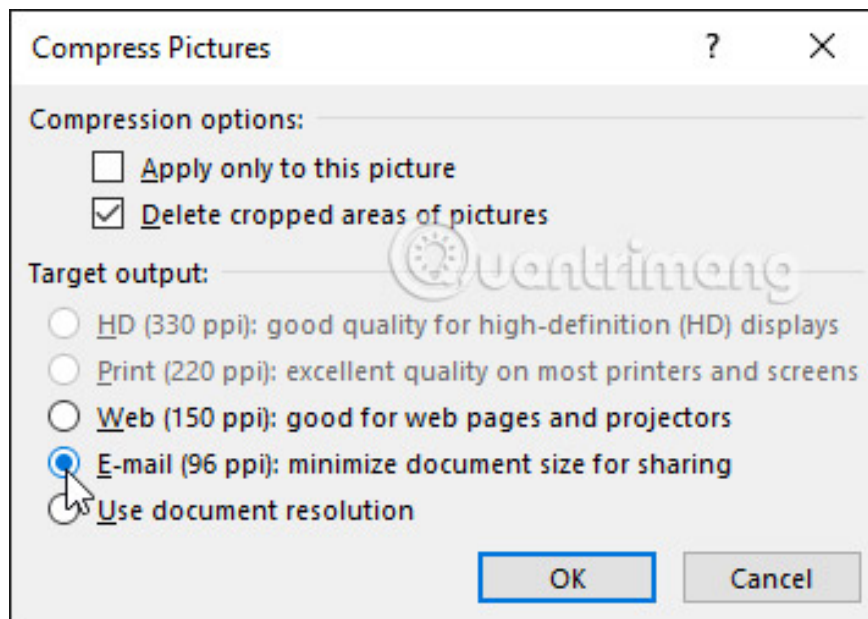 Compress Pictures ?
Compression options:
Apply only to this picture
Delete cropped areas of pictures
Quantrimang
Target output:
HD (330 ppi): good quality for high-definition (HD) displays
Print (220 ppi): excellent quality on most printers and screens
Web (150 ppi): good for web pages and projectors
E-mail (96 ppi): minimize document size for sharing
Use document resolution
OK Cancel